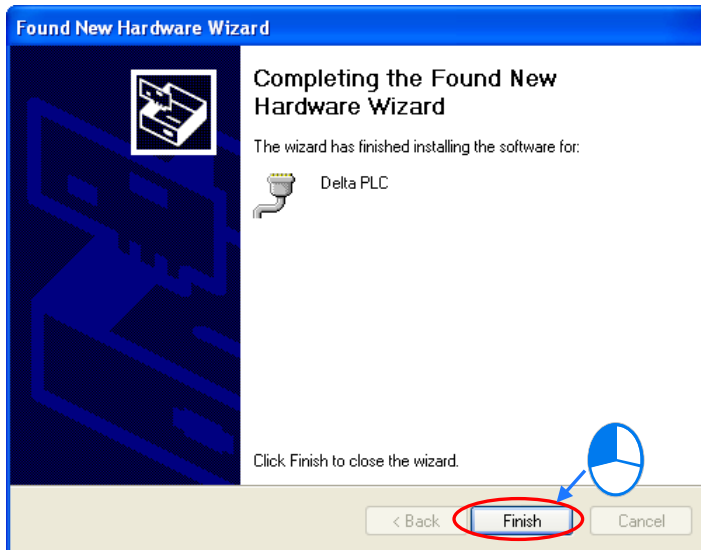 Found New Hardware Wizard
Completing the Found New
Hardware Wizard
The wizard has finished installing the software for:
Delta PLC
Click Finish to close the wizard.
< Back
Finish
Cancel